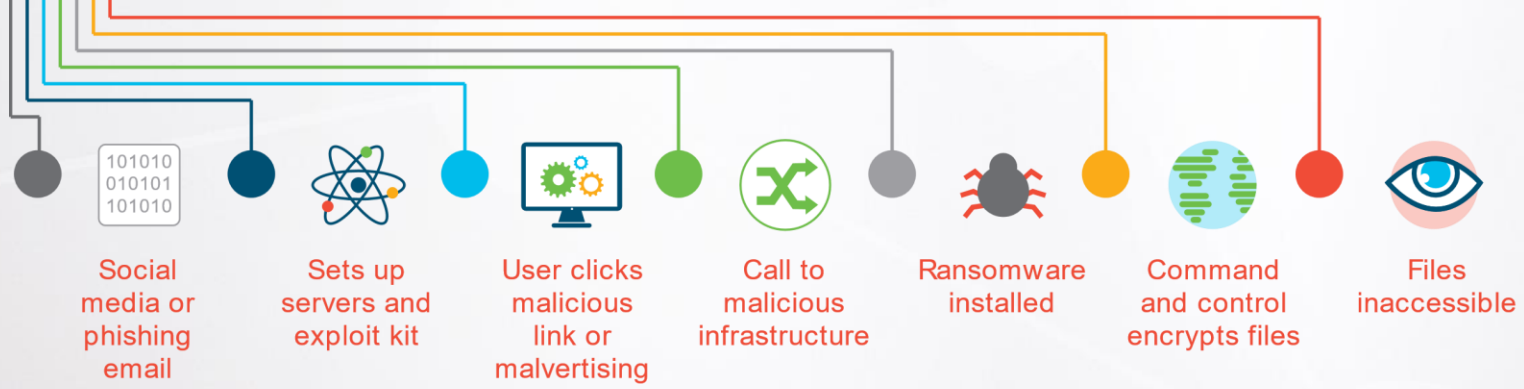 101010
010101
101010
Social
media or
phishing
email
Sets up
servers and
exploit kit
User clicks
malicious
link or
malvertising
Call to
malicious
infrastructure
Ransomware
installed
Command
and control
encrypts files
Files
inaccessible